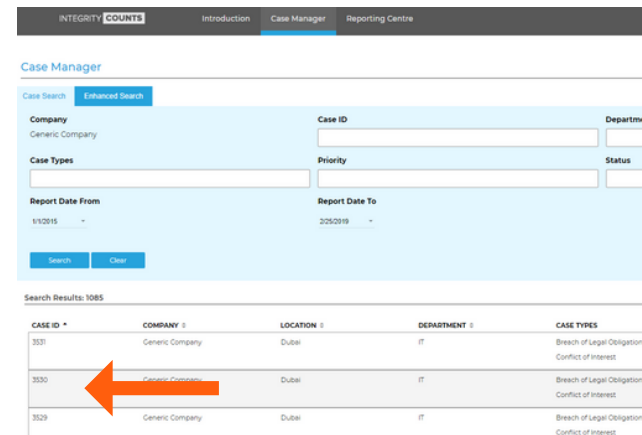 INTEGRITY COUNTS Introduction Case Manager Reporting Centre
Case Manager
Case Search Enhanced Search
Company Case ID Departme
Generic Company
Case Types Priority Status
Report Date From Report Date To
1/1/2015 2/25/2019
Search Clear
Search Results: 1085
CASE ID COMPANY LOCATION DEPARTMENT CASE TYPES
3531 Generic Company Dubai IT Breach of Legal Obligation
Conflict of Interest
3530 Generic Company Dubai IT Breach of Legal Obligation
Conflict of Interest
3529 Generic Company Dubai IT Breach of Legal Obligation
Conflict of Interest